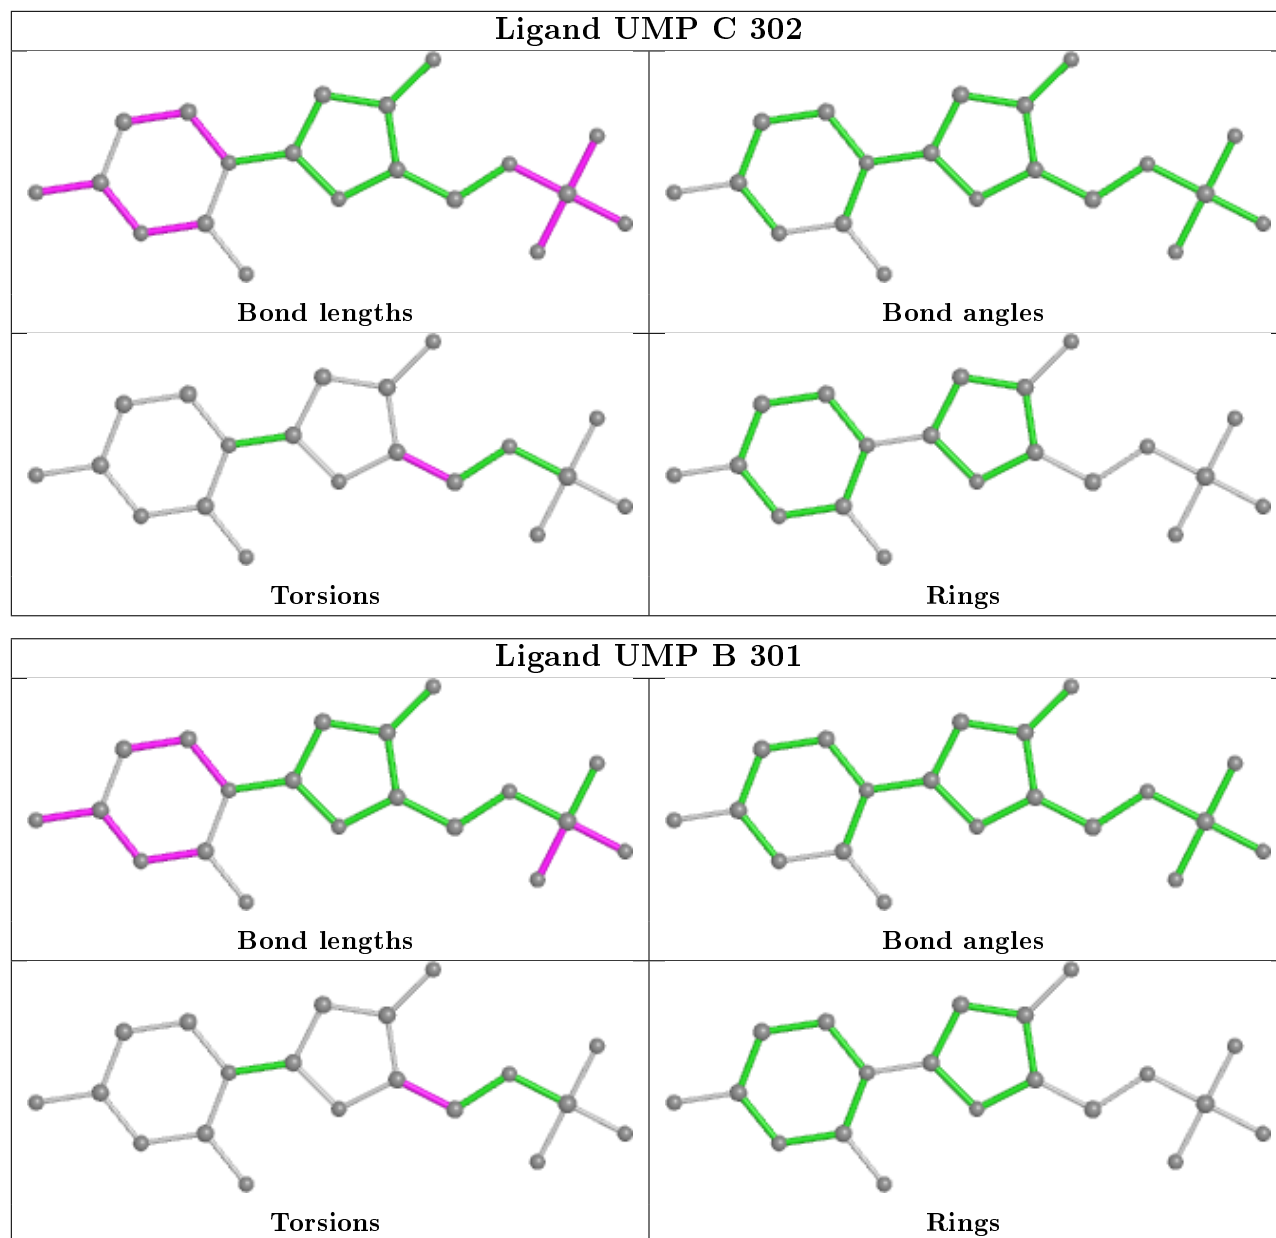 Ligand UMP C 302
Bond lengths
Bond angles
Torsions
Rings
Ligand UMP B 301
Bond lengths
Bond angles
Torsions
Rings